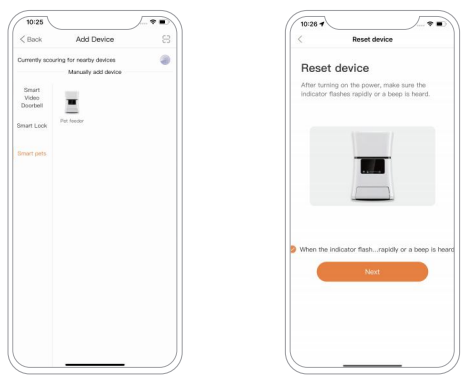 10:25
Back
Add Device
Currently scouring for nearby devices
Manually add device
Smart
Video
Doorbell
Pet feeder
Smart Lock
Smart pets
10:26
Reset device
Reset device
After turning on the power, make sure the
indicator flashes rapidly or a beep is heard.
When the indicator flash...rapidly or a beep is heard
Next